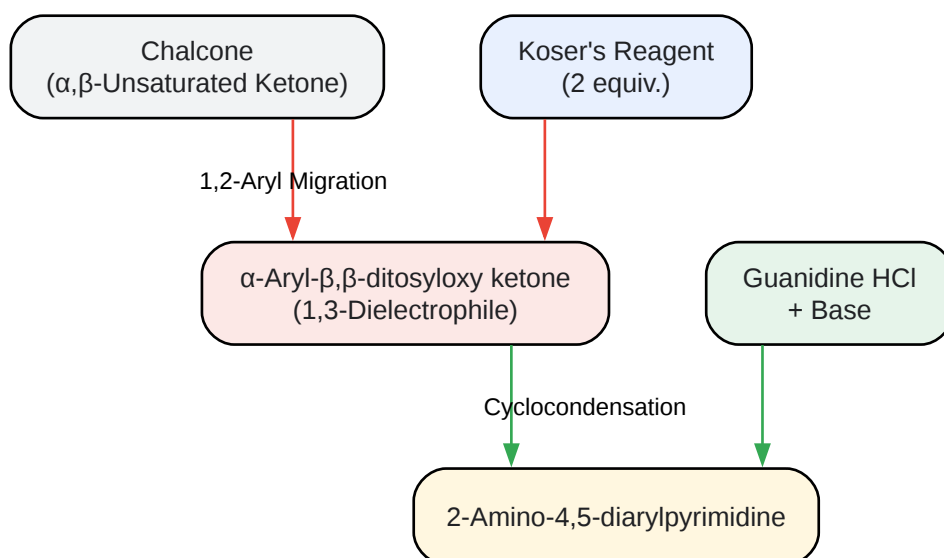 Chalcone
(α,β-Unsaturated Ketone)
Koser's Reagent
(2 equiv.)
1,2-Aryl Migration
α-Aryl-β,β-ditosyloxy ketone
(1,3-Dielectrophile)
Guanidine HCl
+ Base
Cyclocondensation
2-Amino-4,5-diarylpyrimidine